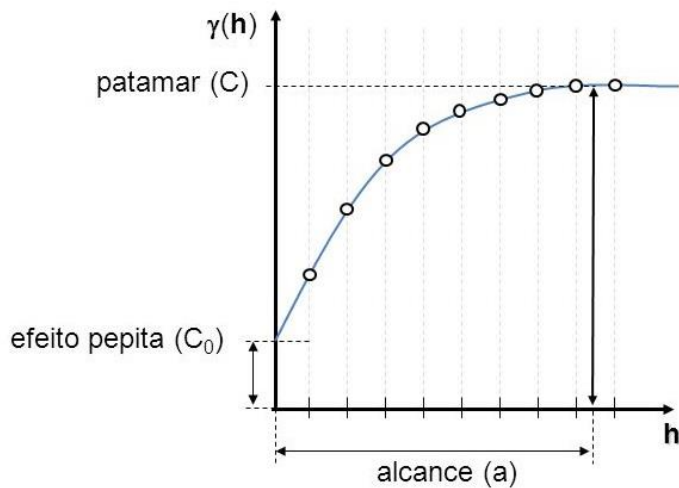 γ(h)
patamar (C)
efeito pepita (C₀)
h
alcance (a)